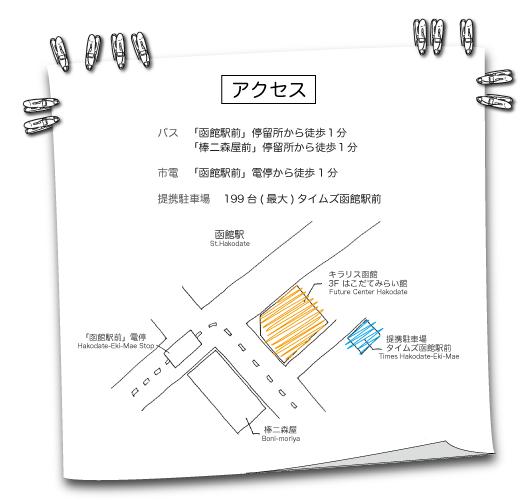 アクセス
バス 「函館駅前」停留所から徒歩1分
「棒二森屋前」停留所から徒歩1分
市電 「函館駅前」電停から徒歩1分
提携駐車場 199台(最大)タイムズ函館駅前
函館駅
St.Hakodate
キラリス函館
3F はこだてみらい館
Future Center Hakodate
「函館駅前」電停
Hakodate-Eki-Mae Stop
提携駐車場
タイムズ函館駅前
Times Hakodate-Eki-Mae
棒二森屋
Boni-moriya